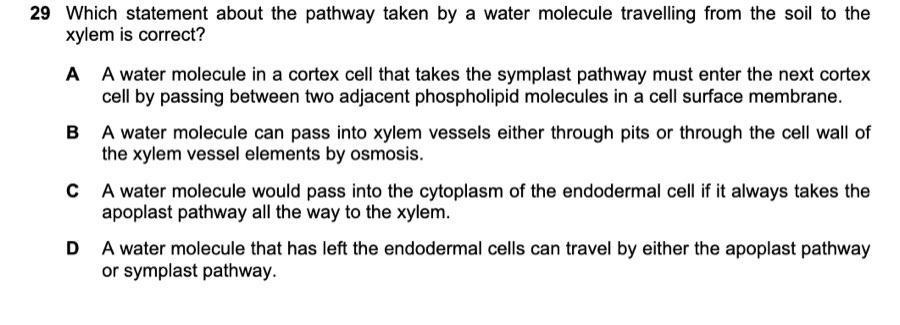 29 Which statement about the pathway taken by a water molecule travelling from the soil to the
xylem is correct?
A A water molecule in a cortex cell that takes the symplast pathway must enter the next cortex
cell by passing between two adjacent phospholipid molecules in a cell surface membrane.
B A water molecule can pass into xylem vessels either through pits or through the cell wall of
the xylem vessel elements by osmosis.
C A water molecule would pass into the cytoplasm of the endodermal cell if it always takes the
apoplast pathway all the way to the xylem.
D A water molecule that has left the endodermal cells can travel by either the apoplast pathway
or symplast pathway.